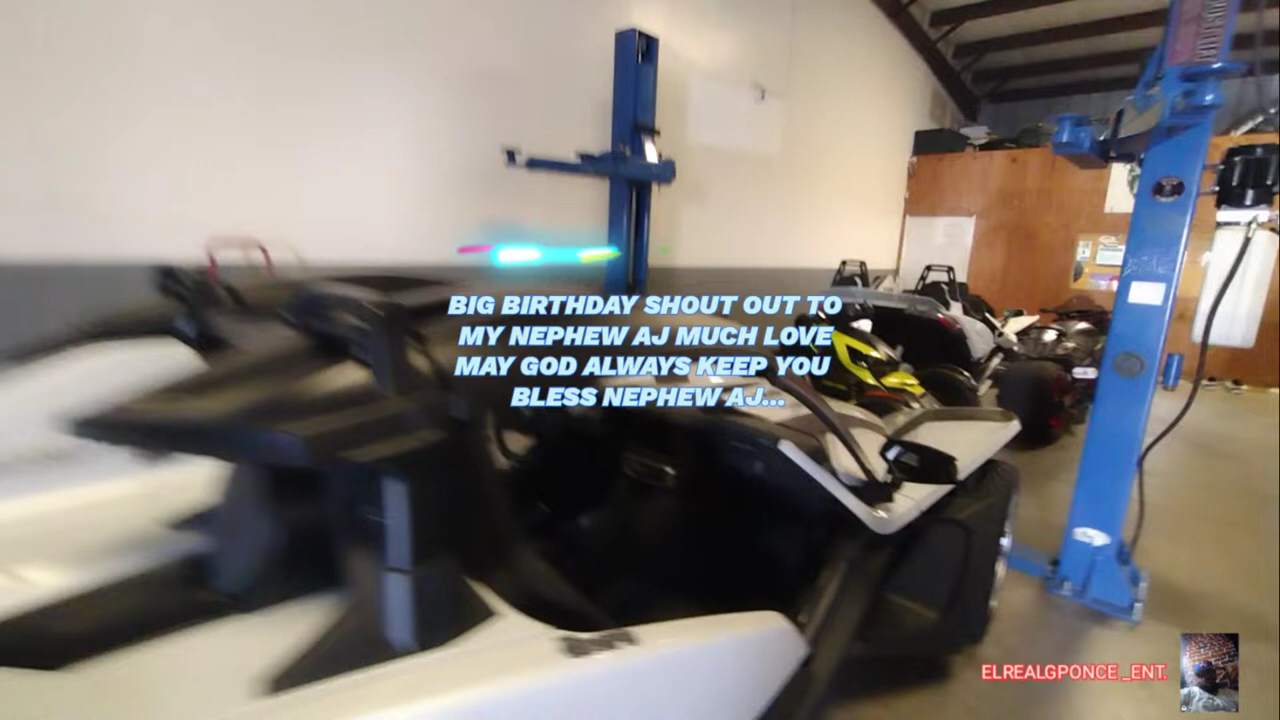 BIG BIRTHDAY SHOUT OUT TO
MY NEPHEW AJ MUCH LOVE
MAY GOD ALWAYS KEEP YOU
BLESS NEPHEW AJ...
ELREALGPONCE_ENT.